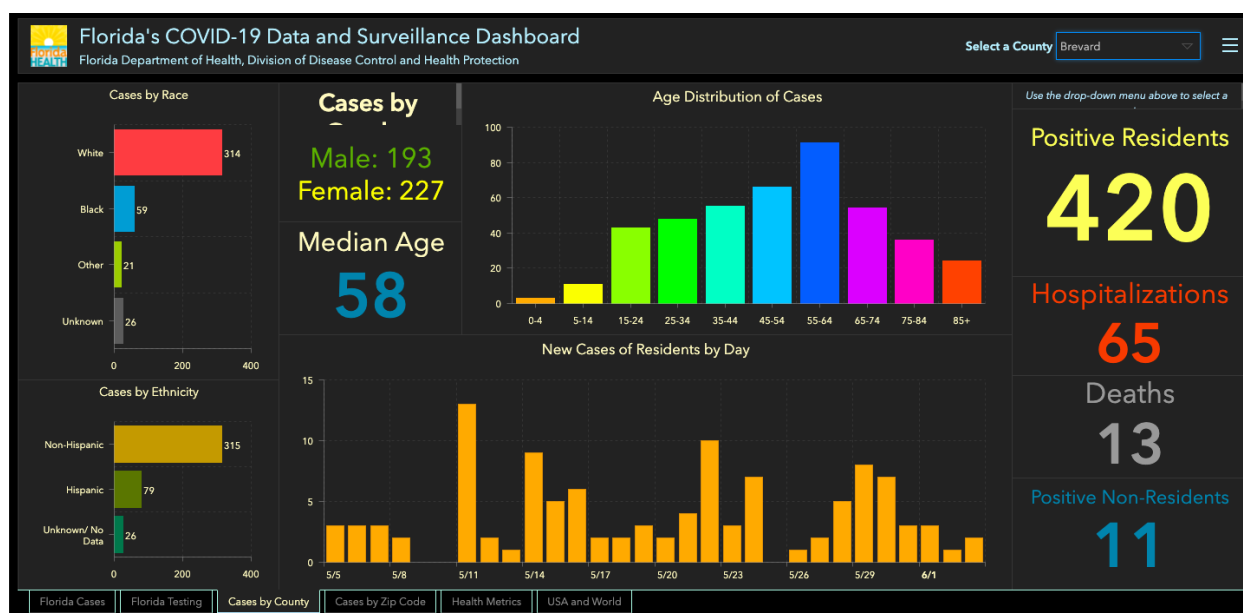 Florida's COVID-19 Data and Surveillance Dashboard
Florida Department of Health, Division of Disease Control and Health Protection
Florida
HEALTH
Select a County
Brevard
Cases by Race
White
314
Black
59
Other
21
Unknown
26
0 200 400
Cases by Ethnicity
Non-Hispanic
315
Hispanic
79
Unknown/ No
Data
26
0 200 400
Cases by
Male: 193
Female: 227
Median Age
58
Age Distribution of Cases
100
80
60
40
20
0
0-4 5-14 15-24 25-34 35-44 45-54 55-64 65-74 75-84 85+
New Cases of Residents by Day
15
10
5
0
5/5 5/8 5/11 5/14 5/17 5/20 5/23 5/26 5/29 6/1
Use the drop-down menu above to select a
Positive Residents
420
Hospitalizations
65
Deaths
13
Positive Non-Residents
11
Florida Cases Florida Testing Cases by County Cases by Zip Code Health Metrics USA and World